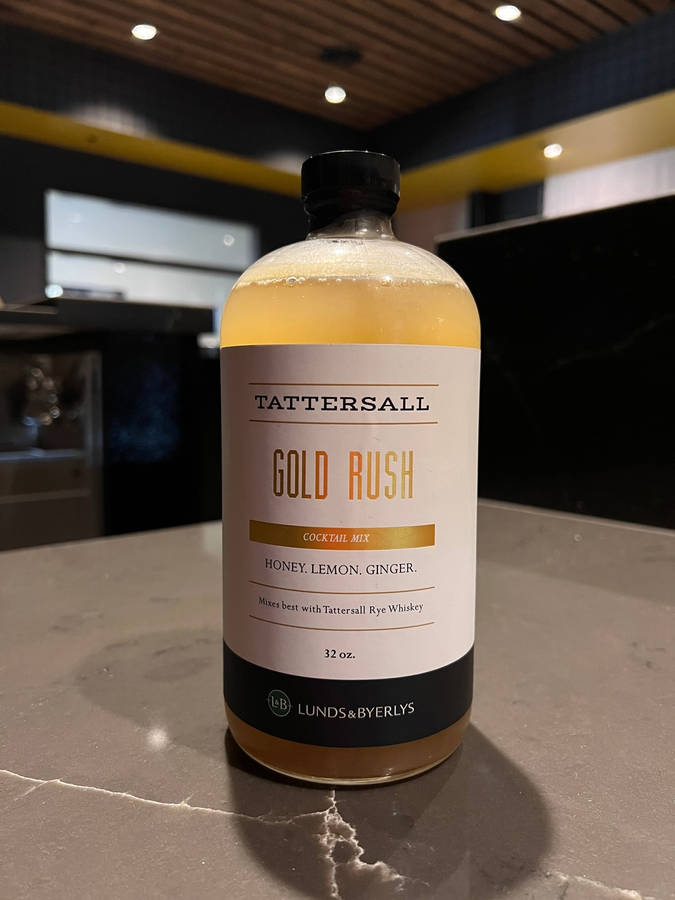 TATTERSALL
GOLD RUSH
COCKTAIL MIX
HONEY. LEMON. GINGER.
Mixes best with Tattersall Rye Whiskey
32 oz.
L&B LUNDS&BYERLYS